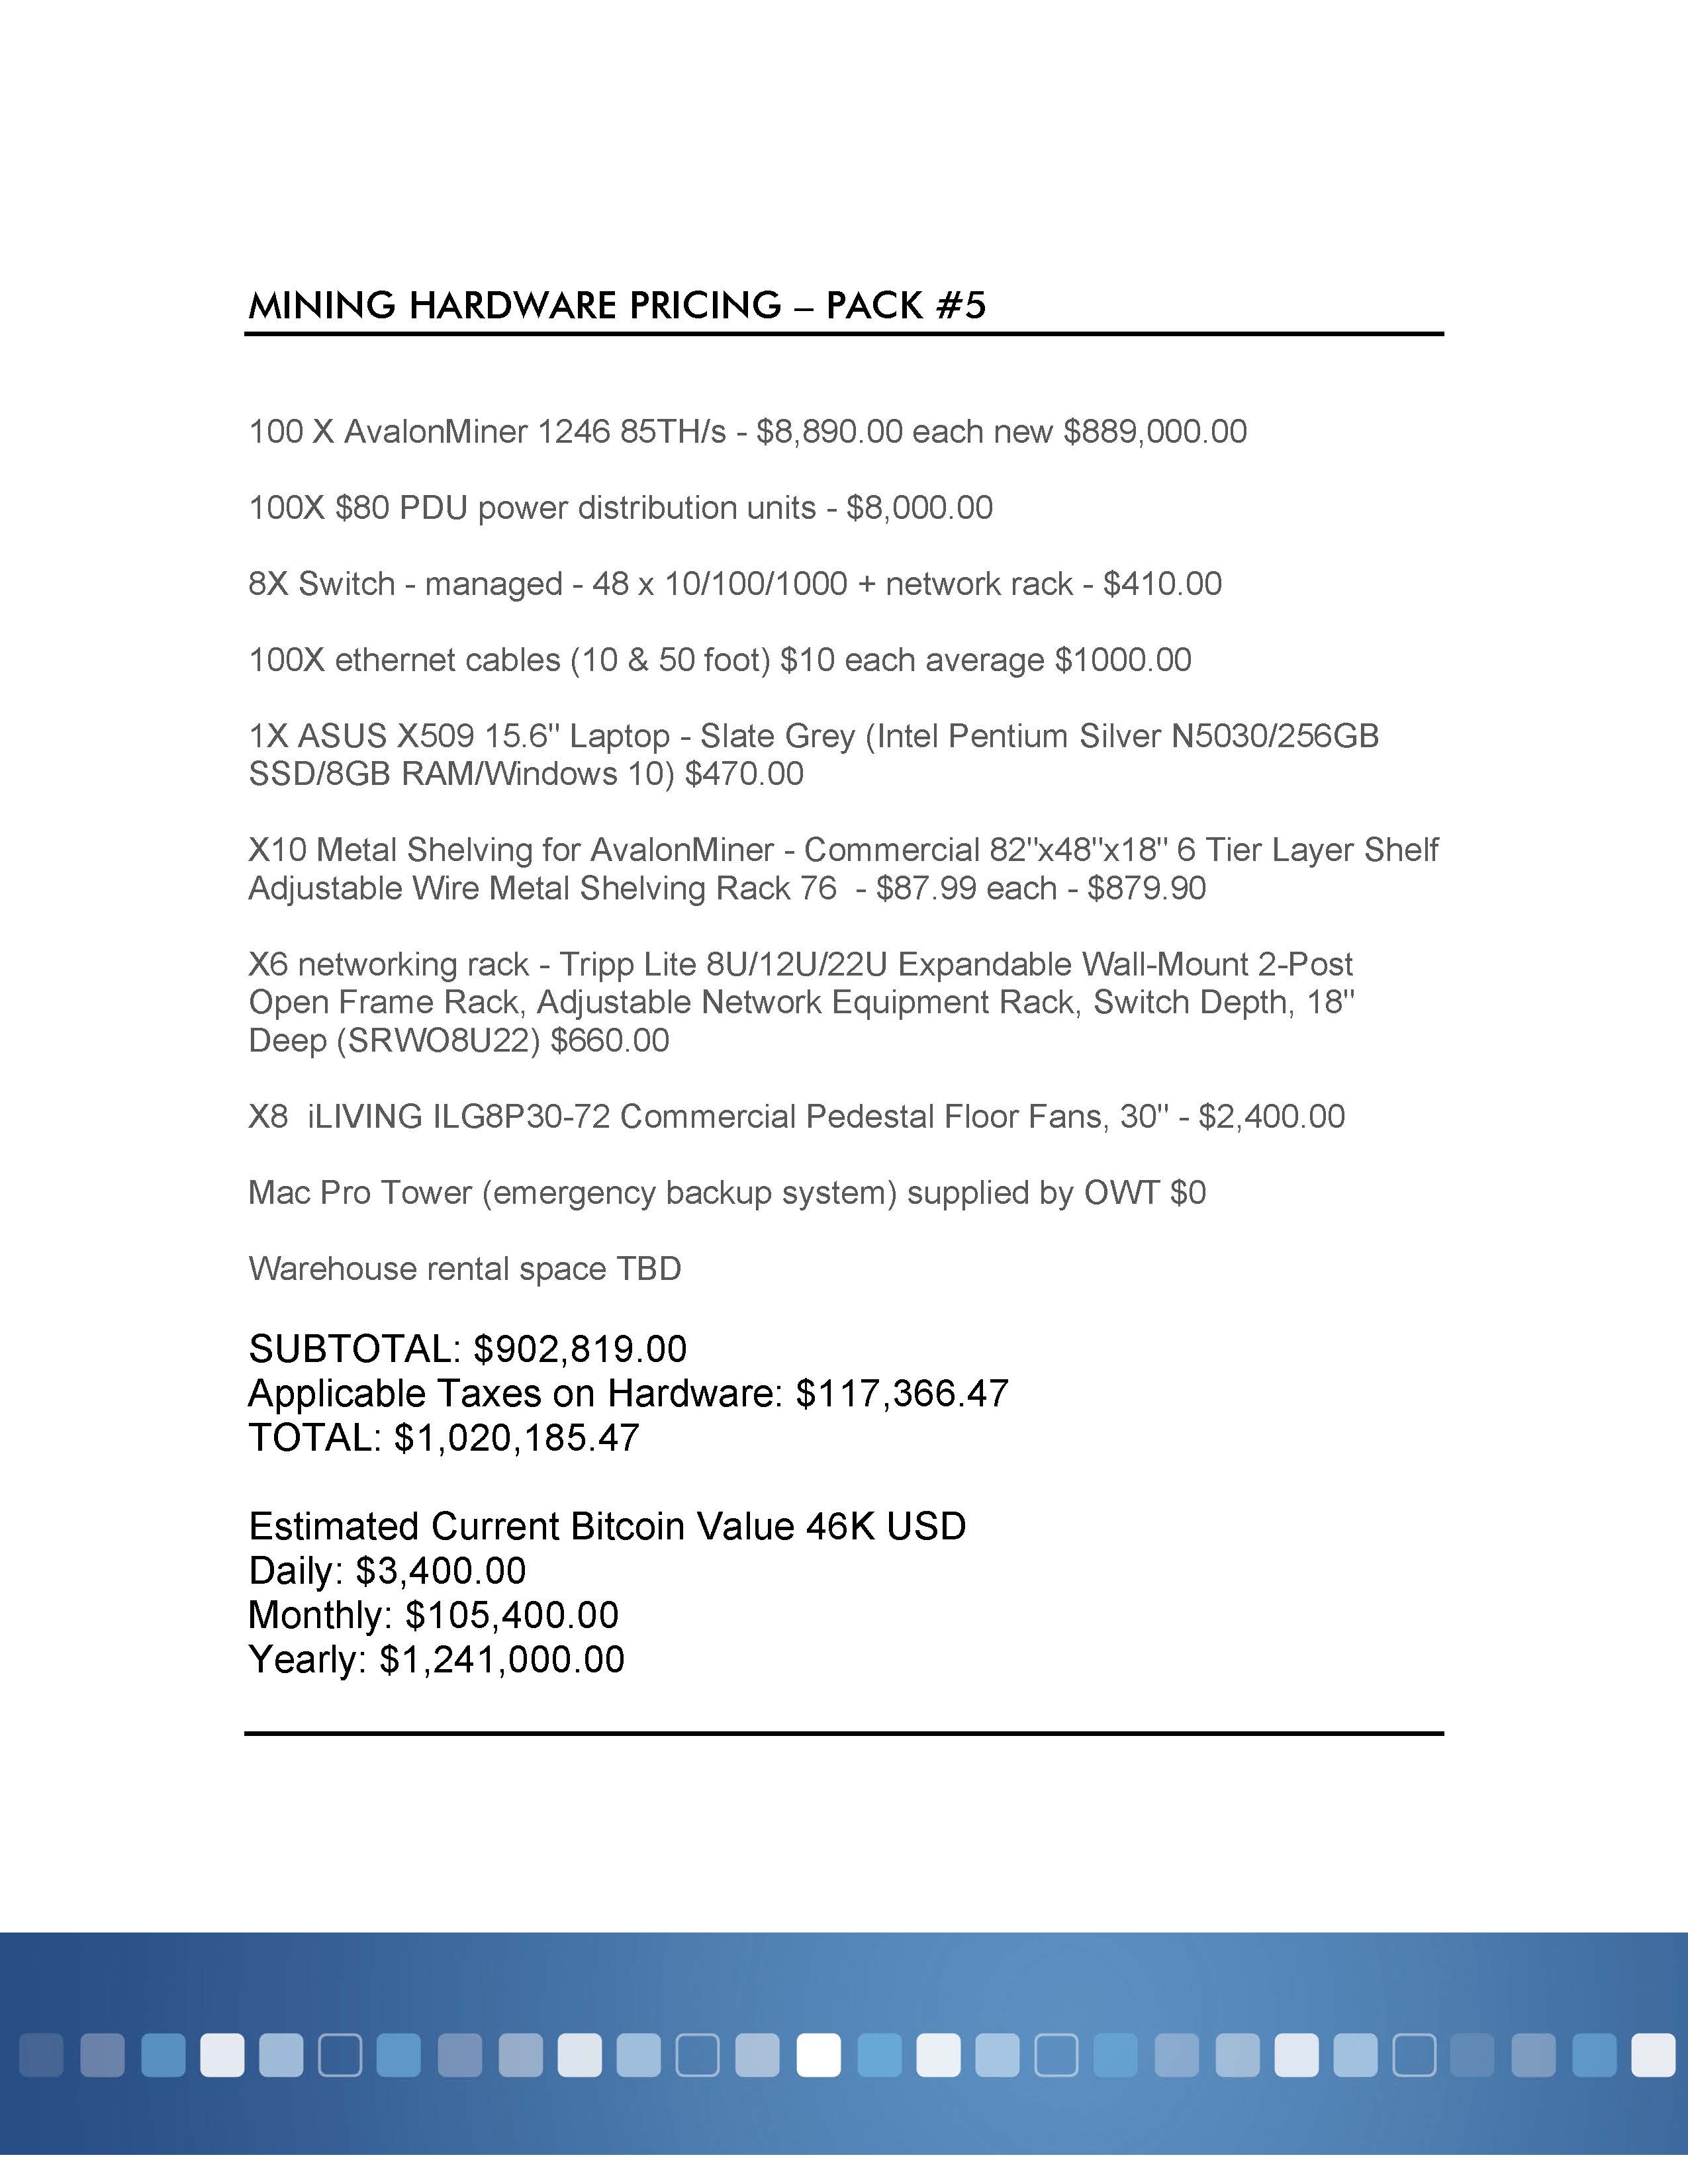 MINING HARDWARE PRICING – PACK #5
100 X AvalonMiner 1246 85TH/s - $8,890.00 each new $889,000.00
100X $80 PDU power distribution units - $8,000.00
8X Switch - managed - 48 x 10/100/1000 + network rack - $410.00
100X ethernet cables (10 & 50 foot) $10 each average $1000.00
1X ASUS X509 15.6" Laptop - Slate Grey (Intel Pentium Silver N5030/256GB
SSD/8GB RAM/Windows 10) $470.00
X10 Metal Shelving for AvalonMiner - Commercial 82"x48"x18" 6 Tier Layer Shelf
Adjustable Wire Metal Shelving Rack 76  - $87.99 each - $879.90
X6 networking rack - Tripp Lite 8U/12U/22U Expandable Wall-Mount 2-Post
Open Frame Rack, Adjustable Network Equipment Rack, Switch Depth, 18"
Deep (SRWO8U22) $660.00
X8  iLIVING ILG8P30-72 Commercial Pedestal Floor Fans, 30" - $2,400.00
Mac Pro Tower (emergency backup system) supplied by OWT $0
Warehouse rental space TBD
SUBTOTAL: $902,819.00
Applicable Taxes on Hardware: $117,366.47
TOTAL: $1,020,185.47
Estimated Current Bitcoin Value 46K USD
Daily: $3,400.00
Monthly: $105,400.00
Yearly: $1,241,000.00